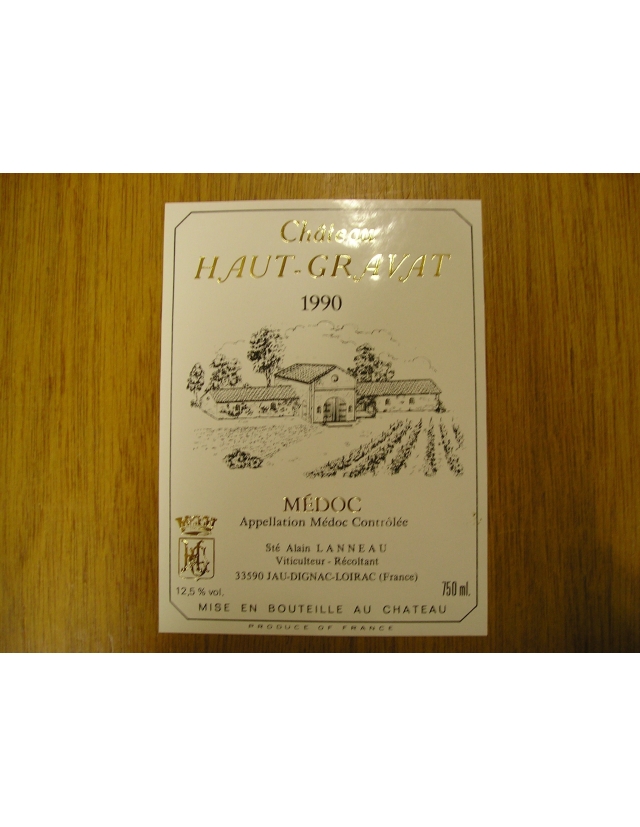 Château
HAUT-GRAVAT
1990
MÉDOC
Appellation Médoc Contrôlée
Sté Alain LANNEAU
Viticulteur - Récoltant
33590 JAU-DIGNAC-LOIRAC (France)
12,5 % vol.
750 ml.
MISE EN BOUTEILLE AU CHATEAU
PRODUCE OF FRANCE